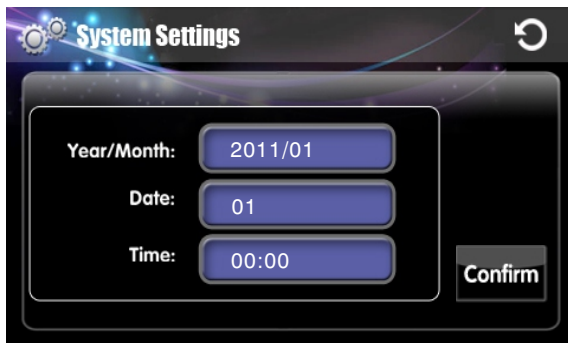 System Settings
Year/Month: 2011/01
Date: 01
Time: 00:00
Confirm